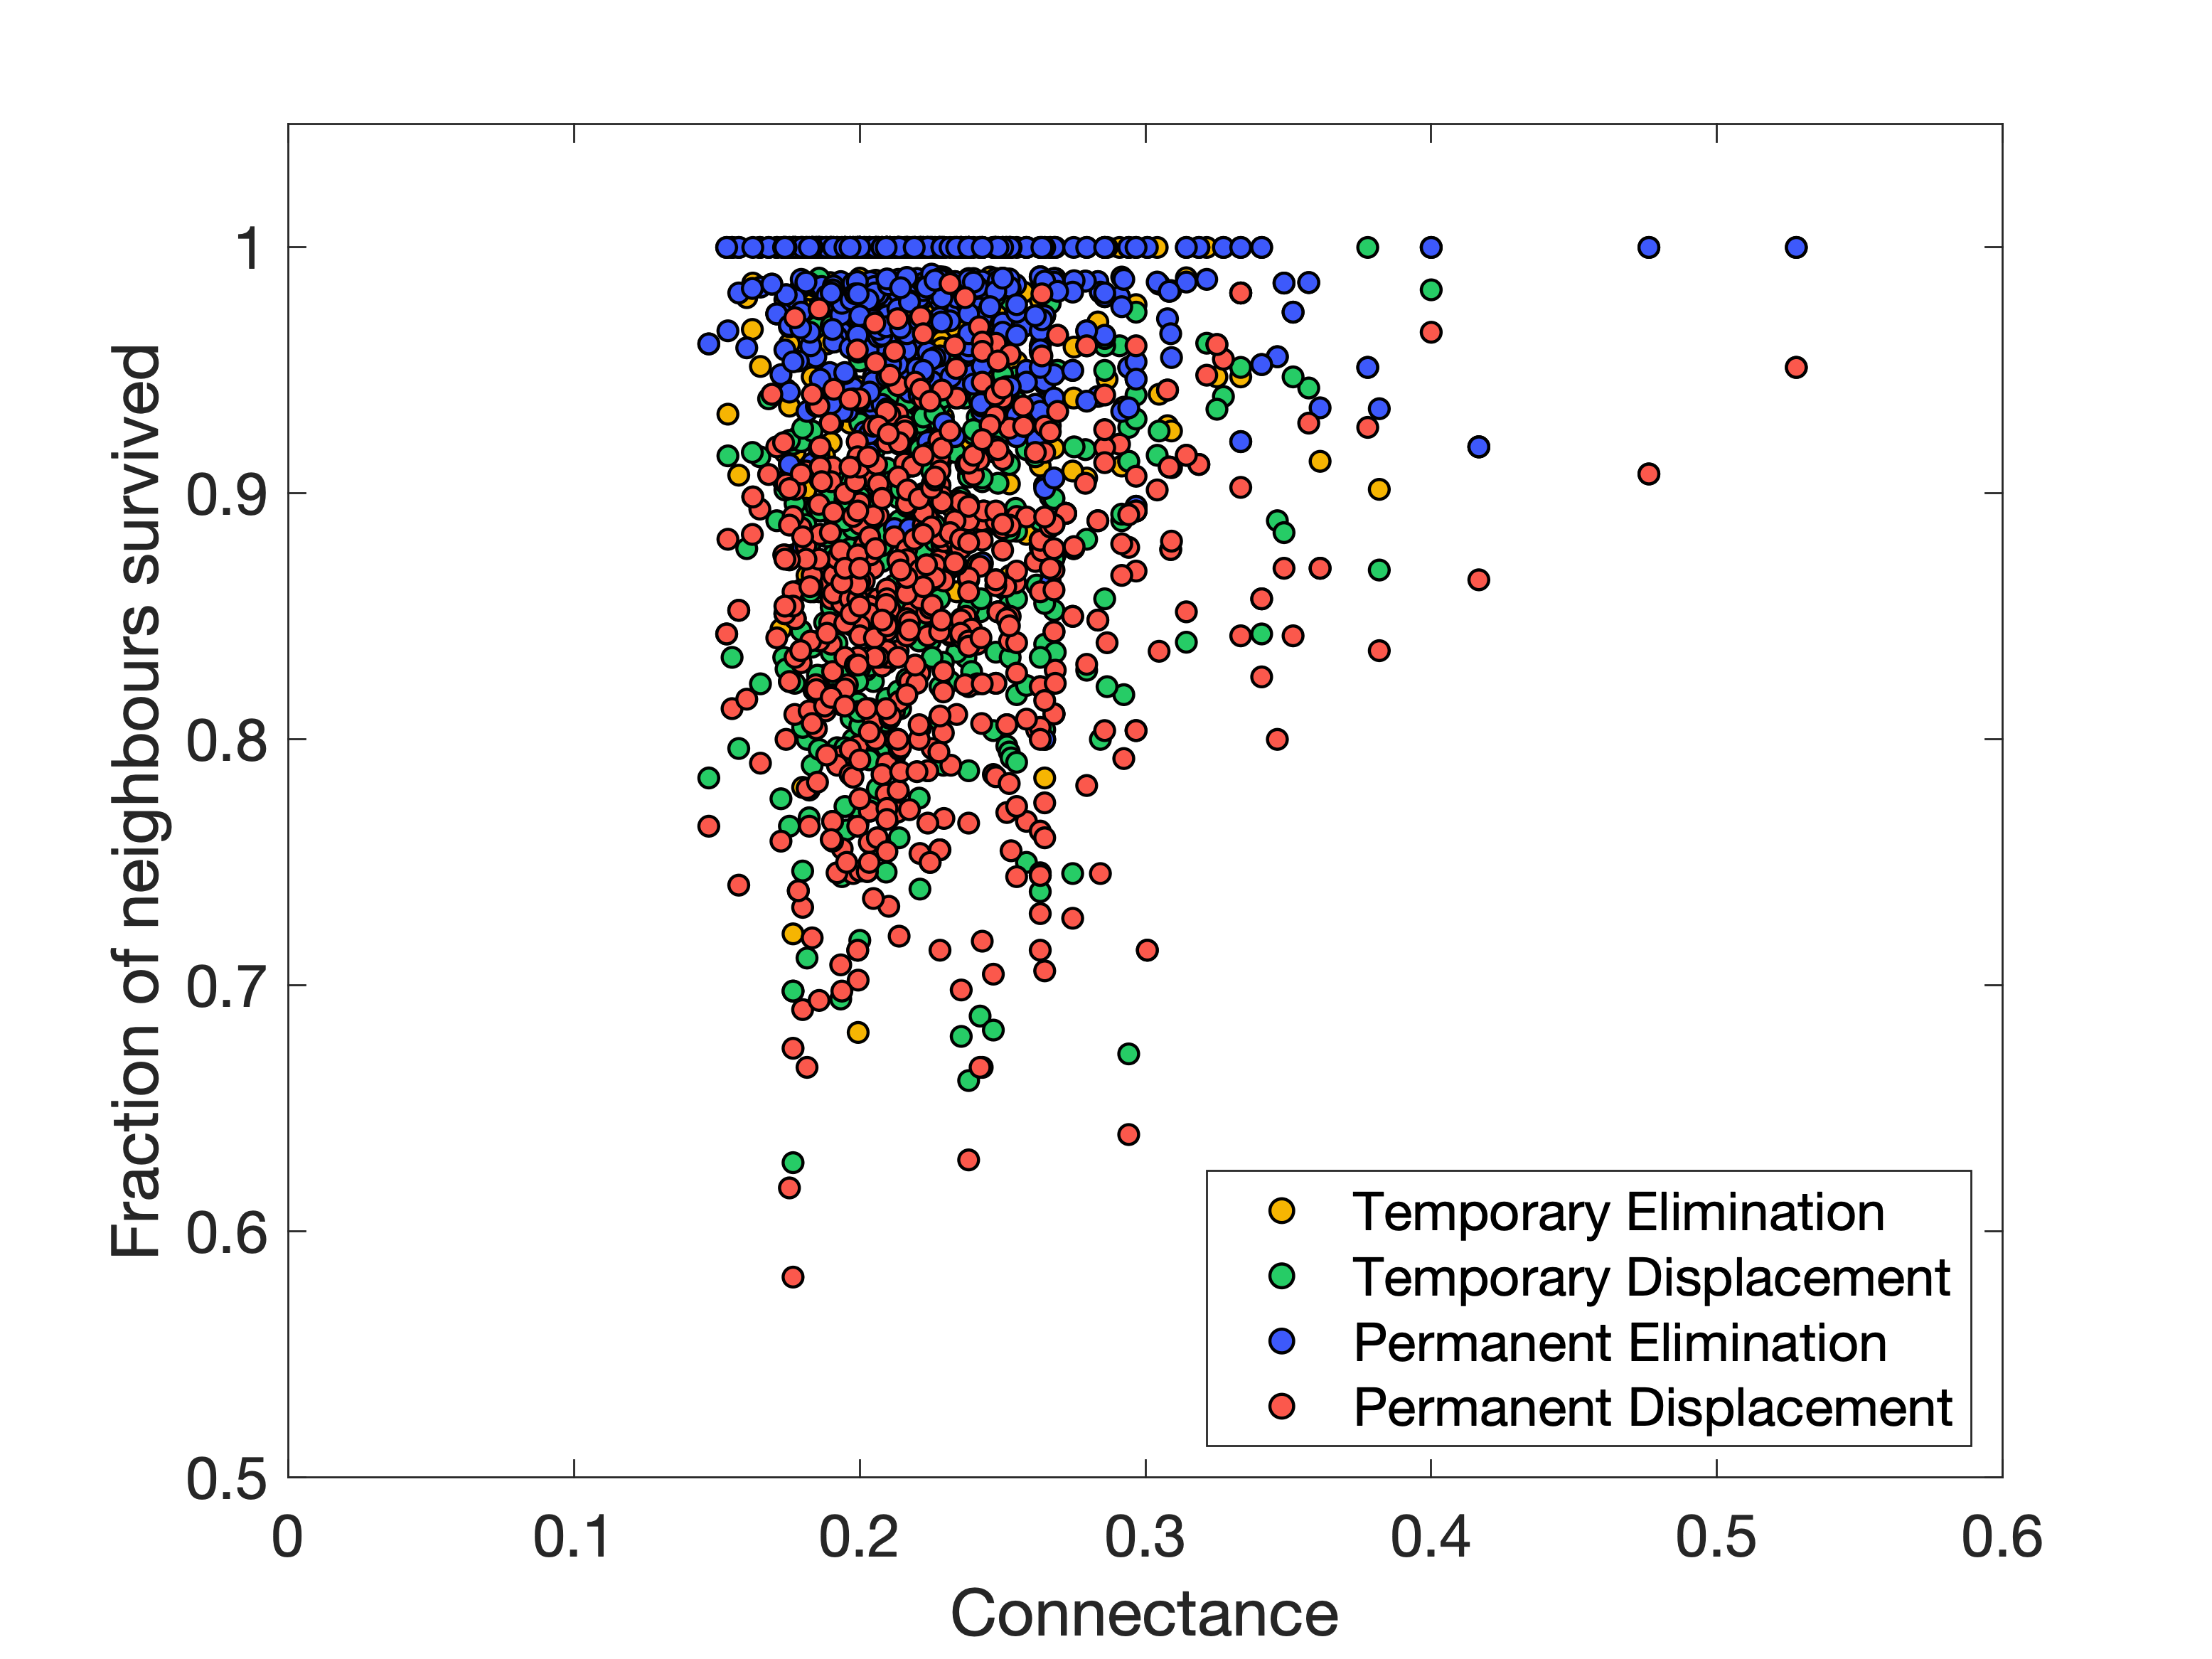 Fraction of neighbours survived
1
0.9
0.8
0.7
0.6
0.5
0 0.1 0.2 0.3 0.4 0.5 0.6
Connectance
Temporary Elimination
Temporary Displacement
Permanent Elimination
Permanent Displacement